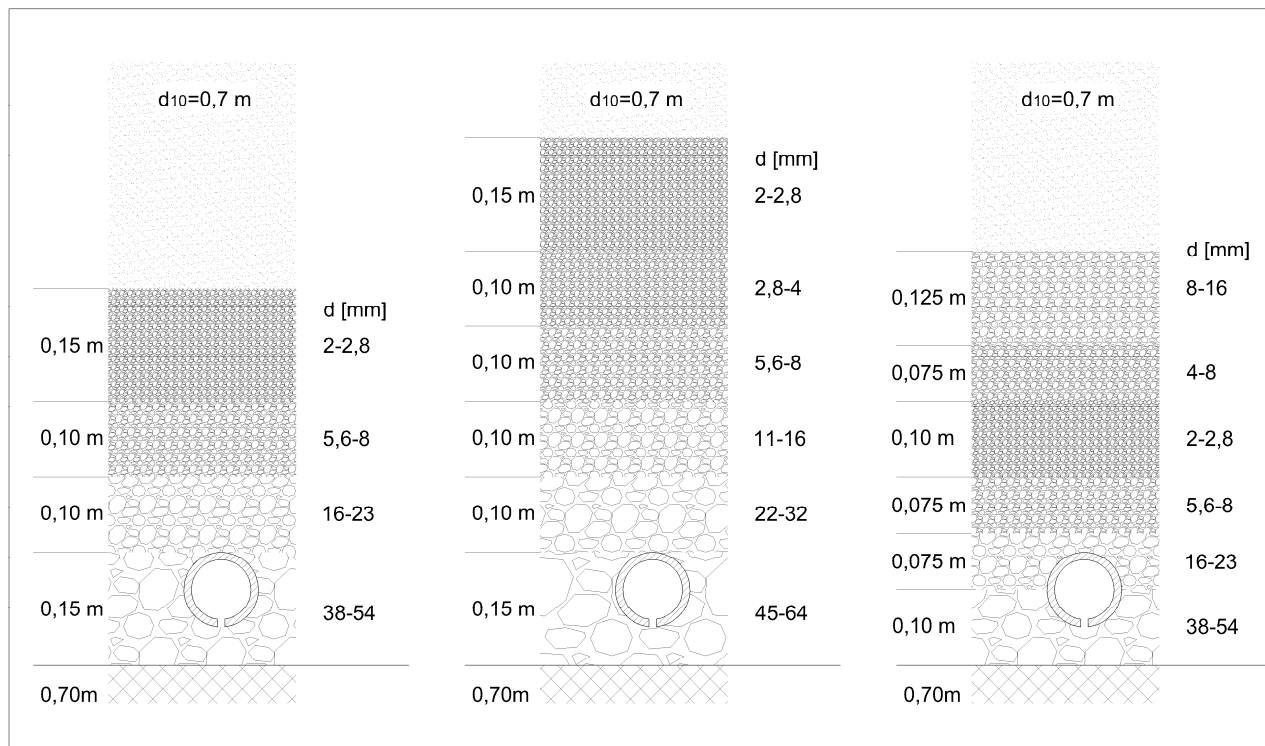 d10=0,7 m
d [mm]
0,15 m 2-2,8
0,10 m 5,6-8
0,10 m 16-23
0,15 m 38-54
0,70m
d10=0,7 m
d [mm]
0,15 m 2-2,8
0,10 m 2,8-4
0,10 m 5,6-8
0,10 m 11-16
0,10 m 22-32
0,15 m 45-64
0,70m
d10=0,7 m
d [mm]
0,125 m 8-16
0,075 m 4-8
0,10 m 2-2,8
0,075 m 5,6-8
0,075 m 16-23
0,10 m 38-54
0,70m